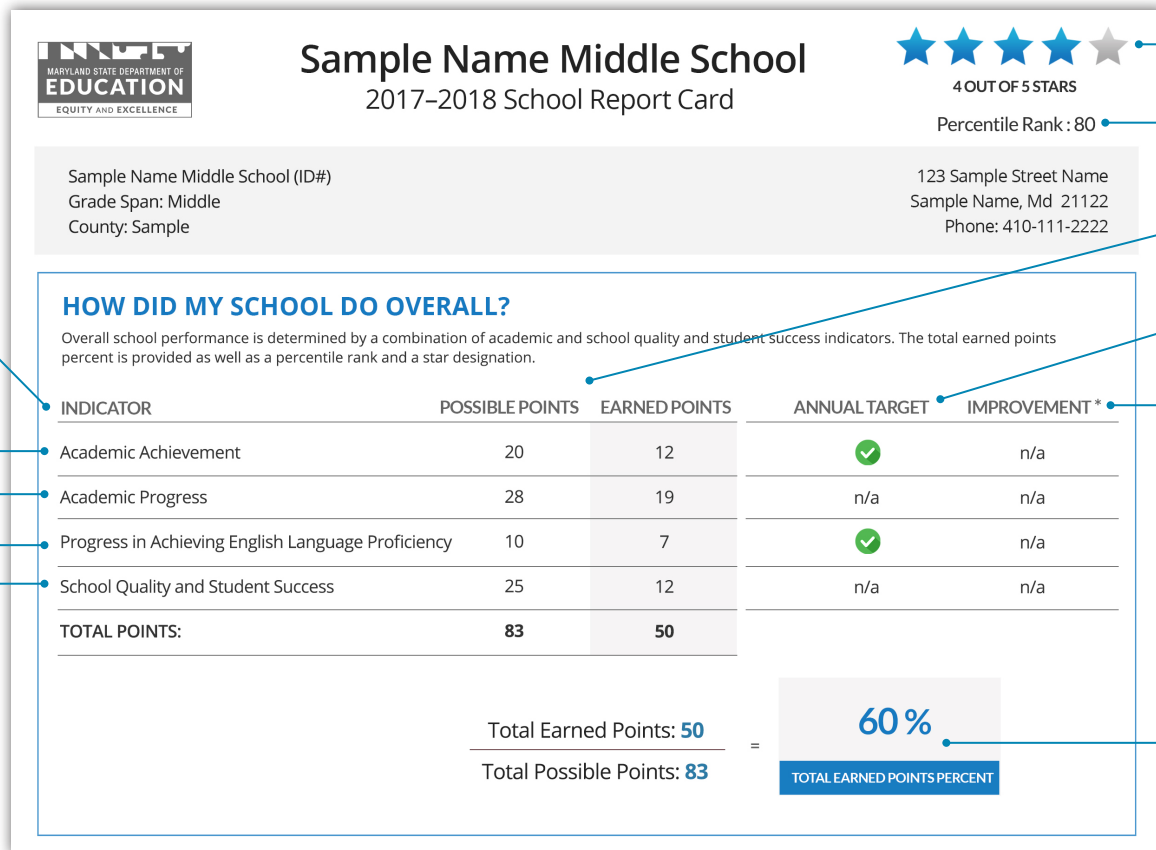 MARYLAND STATE DEPARTMENT OF
EDUCATION
EQUITY AND EXCELLENCE
Sample Name Middle School
2017–2018 School Report Card
4 OUT OF 5 STARS
Percentile Rank : 80
Sample Name Middle School (ID#)
Grade Span: Middle
County: Sample
123 Sample Street Name
Sample Name, Md 21122
Phone: 410-111-2222
HOW DID MY SCHOOL DO OVERALL?
Overall school performance is determined by a combination of academic and school quality and student success indicators. The total earned points
percent is provided as well as a percentile rank and a star designation.
INDICATOR POSSIBLE POINTS EARNED POINTS ANNUAL TARGET IMPROVEMENT *
Academic Achievement 20 12 n/a
Academic Progress 28 19 n/a n/a
Progress in Achieving English Language Proficiency 10 7 n/a
School Quality and Student Success 25 12 n/a n/a
TOTAL POINTS: 83 50
Total Earned Points: 50
Total Possible Points: 83
=
60 %
TOTAL EARNED POINTS PERCENT